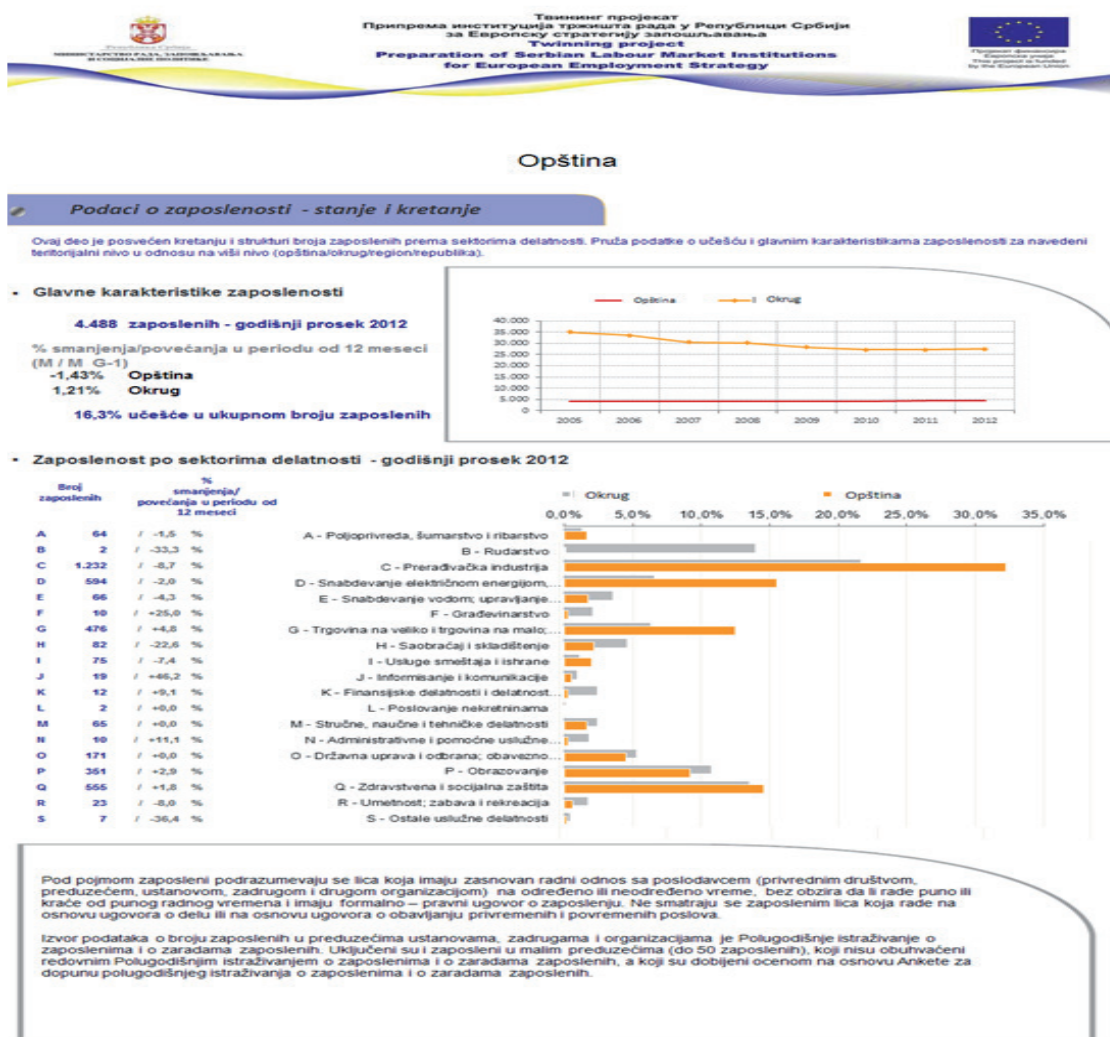 Република Србија
МИНИСТАРСТВО РАДА, ЗАПОШЉАВАЊА
И СОЦИЈАЛНЕ ПОЛИТИКЕ
Твининг пројекат
Припрема институција тржишта рада у Републици Србији
за Европску стратегију запошљавања
Twinning project
Preparation of Serbian Labour Market Institutions
for European Employment Strategy
Пројекат финансира
Европска унија
This project is funded
by the European Union
Opština
Podaci o zaposlenosti - stanje i kretanje
Ovaj deo je posvećen kretanju i strukturi broja zaposlenih prema sektorima delatnosti. Pruža podatke o učešću i glavnim karakteristikama zaposlenosti za navedeni
teritorijalni nivo u odnosu na viši nivo (opština/okrug/region/republika).
• Glavne karakteristike zaposlenosti
4.488 zaposlenih - godišnji prosek 2012
% smanjenja/povećanja u periodu od 12 meseci
(M / M G-1)
-1,43% Opština
1,21% Okrug
16,3% učešće u ukupnom broju zaposlenih
Opština Okrug
40.000
35.000
30.000
25.000
20.000
15.000
10.000
5.000
0
2005 2006 2007 2008 2009 2010 2011 2012
• Zaposlenost po sektorima delatnosti - godišnji prosek 2012
Broj
zaposlenih
%
smanjenja/
povećanja u periodu od
12 meseci
Okrug Opština
0,0% 5,0% 10,0% 15,0% 20,0% 25,0% 30,0% 35,0%
A 64 / -1,5 % A - Poljoprivreda, šumarstvo i ribarstvo
B 2 / -33,3 % B - Rudarstvo
C 1.232 / -8,7 % C - Prerađivačka industrija
D 594 / -2,0 % D - Snabdevanje električnom energijom,...
E 66 / -4,3 % E - Snabdevanje vodom; upravljanje...
F 10 / +25,0 % F - Građevinarstvo
G 476 / +4,8 % G - Trgovina na veliko i trgovina na malo;...
H 82 / -22,6 % H - Saobraćaj i skladištenje
I 75 / -7,4 % I - Usluge smeštaja i ishrane
J 19 / +46,2 % J - Informisanje i komunikacije
K 12 / +9,1 % K - Finansijske delatnosti i delatnost...
L 2 / +0,0 % L - Poslovanje nekretninama
M 65 / +0,0 % M - Stručne, naučne i tehničke delatnosti
N 10 / +11,1 % N - Administrativne i pomoćne uslužne...
O 171 / +0,0 % O - Državna uprava i odbrana; obavezno...
P 351 / +2,9 % P - Obrazovanje
Q 555 / +1,8 % Q - Zdravstvena i socijalna zaštita
R 23 / -8,0 % R - Umetnost; zabava i rekreacija
S 7 / -36,4 % S - Ostale uslužne delatnosti
Pod pojmom zaposleni podrazumevaju se lica koja imaju zasnovan radni odnos sa poslodavcem (privrednim društvom,
preduzećem, ustanovom, zadrugom i drugom organizacijom) na određeno ili neodređeno vreme, bez obzira da li rade puno ili
kraće od punog radnog vremena i imaju formalno – pravni ugovor o zaposlenju. Ne smatraju se zaposlenim lica koja rade na
osnovu ugovora o delu ili na osnovu ugovora o obavljanju privremenih i povremenih poslova.
Izvor podataka o broju zaposlenih u preduzećima ustanovama, zadrugama i organizacijama je Polugodišnje istraživanje o
zaposlenima i o zaradama zaposlenih. Uključeni su i zaposleni u malim preduzećima (do 50 zaposlenih), koji nisu obuhvaćeni
redovnim Polugodišnjim istraživanjem o zaposlenima i o zaradama zaposlenih, a koji su dobijeni ocenom na osnovu Ankete za
dopunu polugodišnjeg istraživanja o zaposlenima i o zaradama zaposlenih.